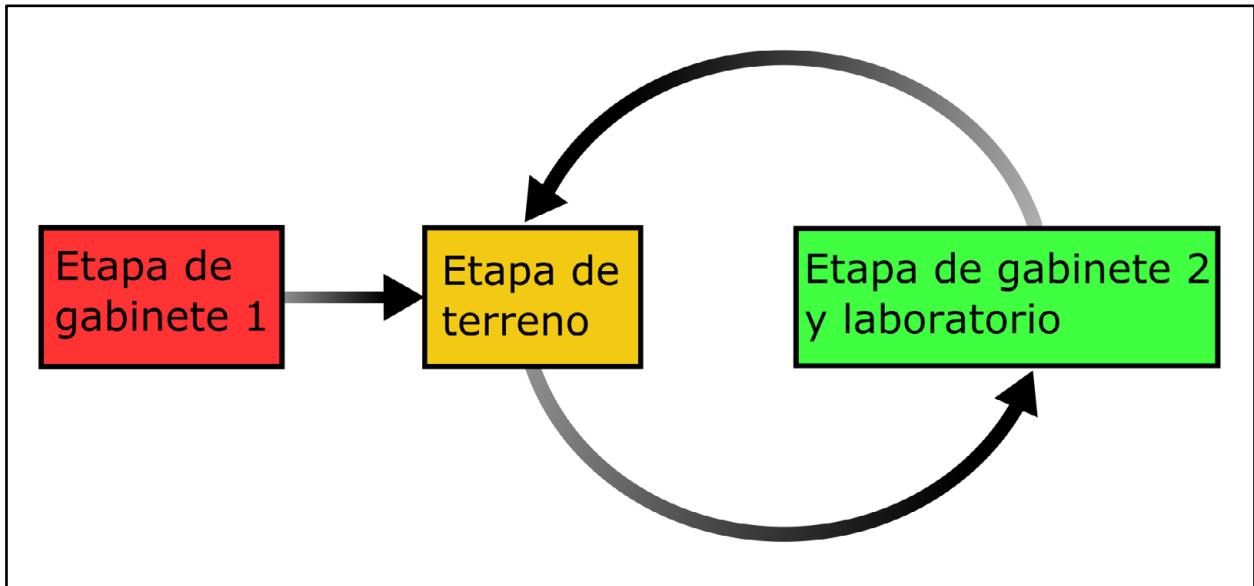 Etapa de
gabinete 1
Etapa de
terreno
Etapa de gabinete 2
y laboratorio